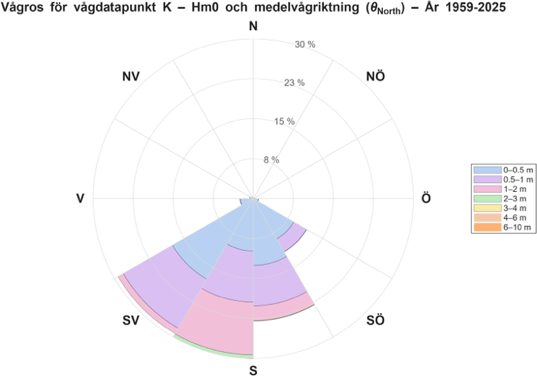 Vågros för vågdatapunkt K – Hm0 och medelvågriktning (θNorth) – År 1959-2025
N
30 %
NV
NÖ
23 %
15 %
8 %
0–0.5 m
0.5–1 m
1–2 m
2–3 m
3–4 m
4–6 m
6–10 m
V
Ö
SV
SÖ
S